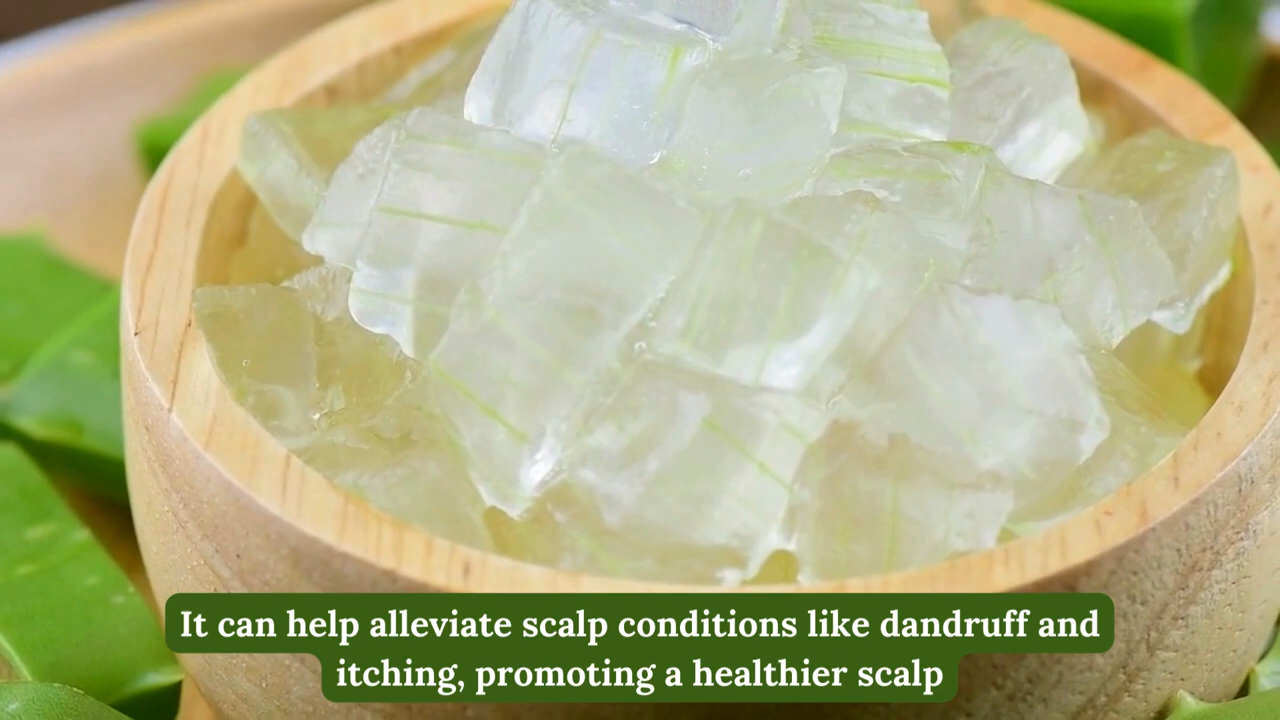 It can help alleviate scalp conditions like dandruff and
itching, promoting a healthier scalp